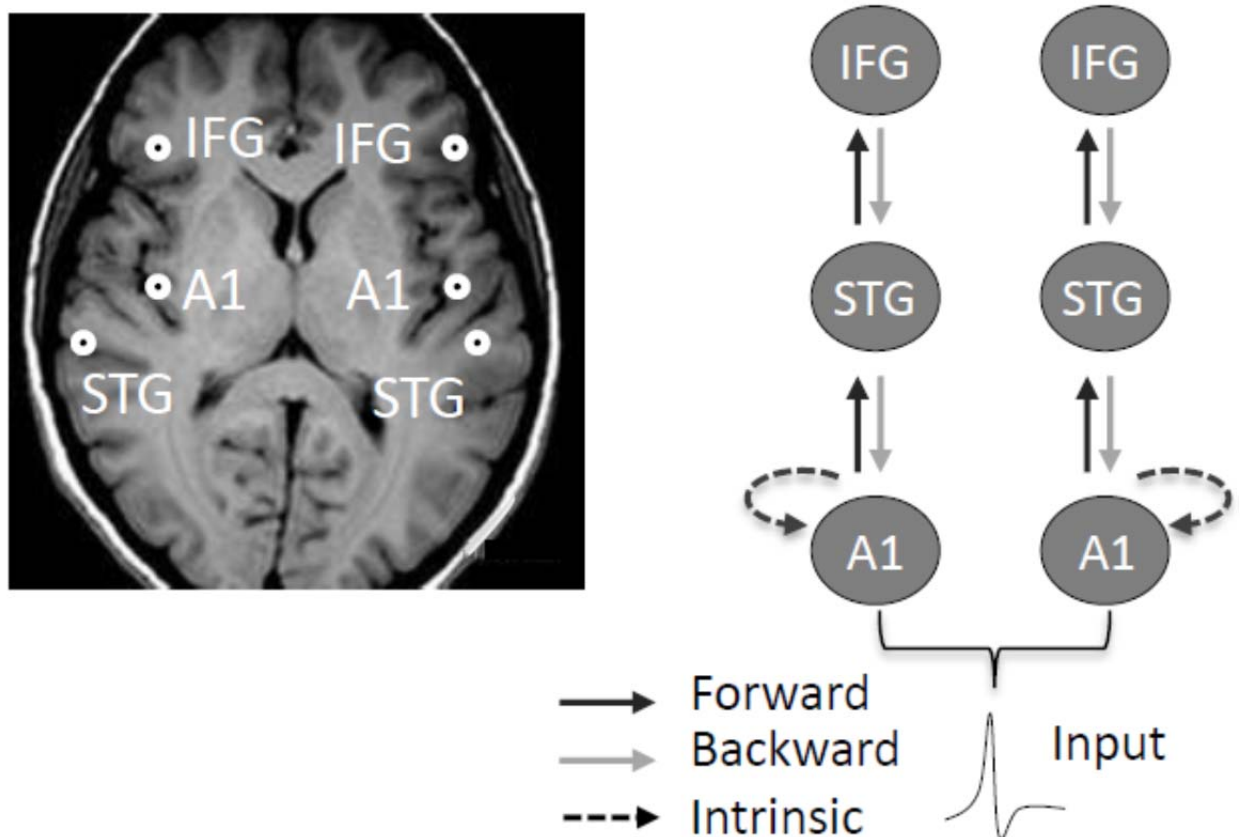 IFG IFG
A1 A1
STG STG
IFG IFG
STG STG
A1 A1
Forward
Backward
Intrinsic
Input